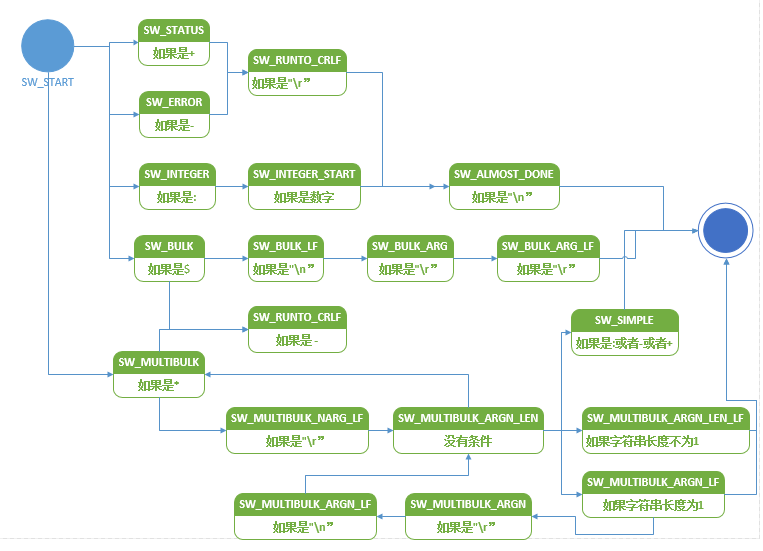 SW_START
SW_STATUS
如果是+
SW_ERROR
如果是-
SW_RUNTO_CRLF
如果是"\r”
SW_INTEGER
如果是:
SW_INTEGER_START
如果是数字
SW_ALMOST_DONE
如果是"\n”
SW_BULK
如果是$
SW_BULK_LF
如果是"\n”
SW_BULK_ARG
如果是"\r”
SW_BULK_ARG_LF
如果是"\r”
SW_RUNTO_CRLF
如果是 -
SW_SIMPLE
如果是:或者-或者+
SW_MULTIBULK
如果是*
SW_MULTIBULK_NARG_LF
如果是"\r”
SW_MULTIBULK_ARGN_LEN
没有条件
SW_MULTIBULK_ARGN_LEN_LF
如果字符串长度不为1
SW_MULTIBULK_ARGN_LF
如果字符串长度为1
SW_MULTIBULK_ARGN_LF
如果是"\n”
SW_MULTIBULK_ARGN
如果是"\r”